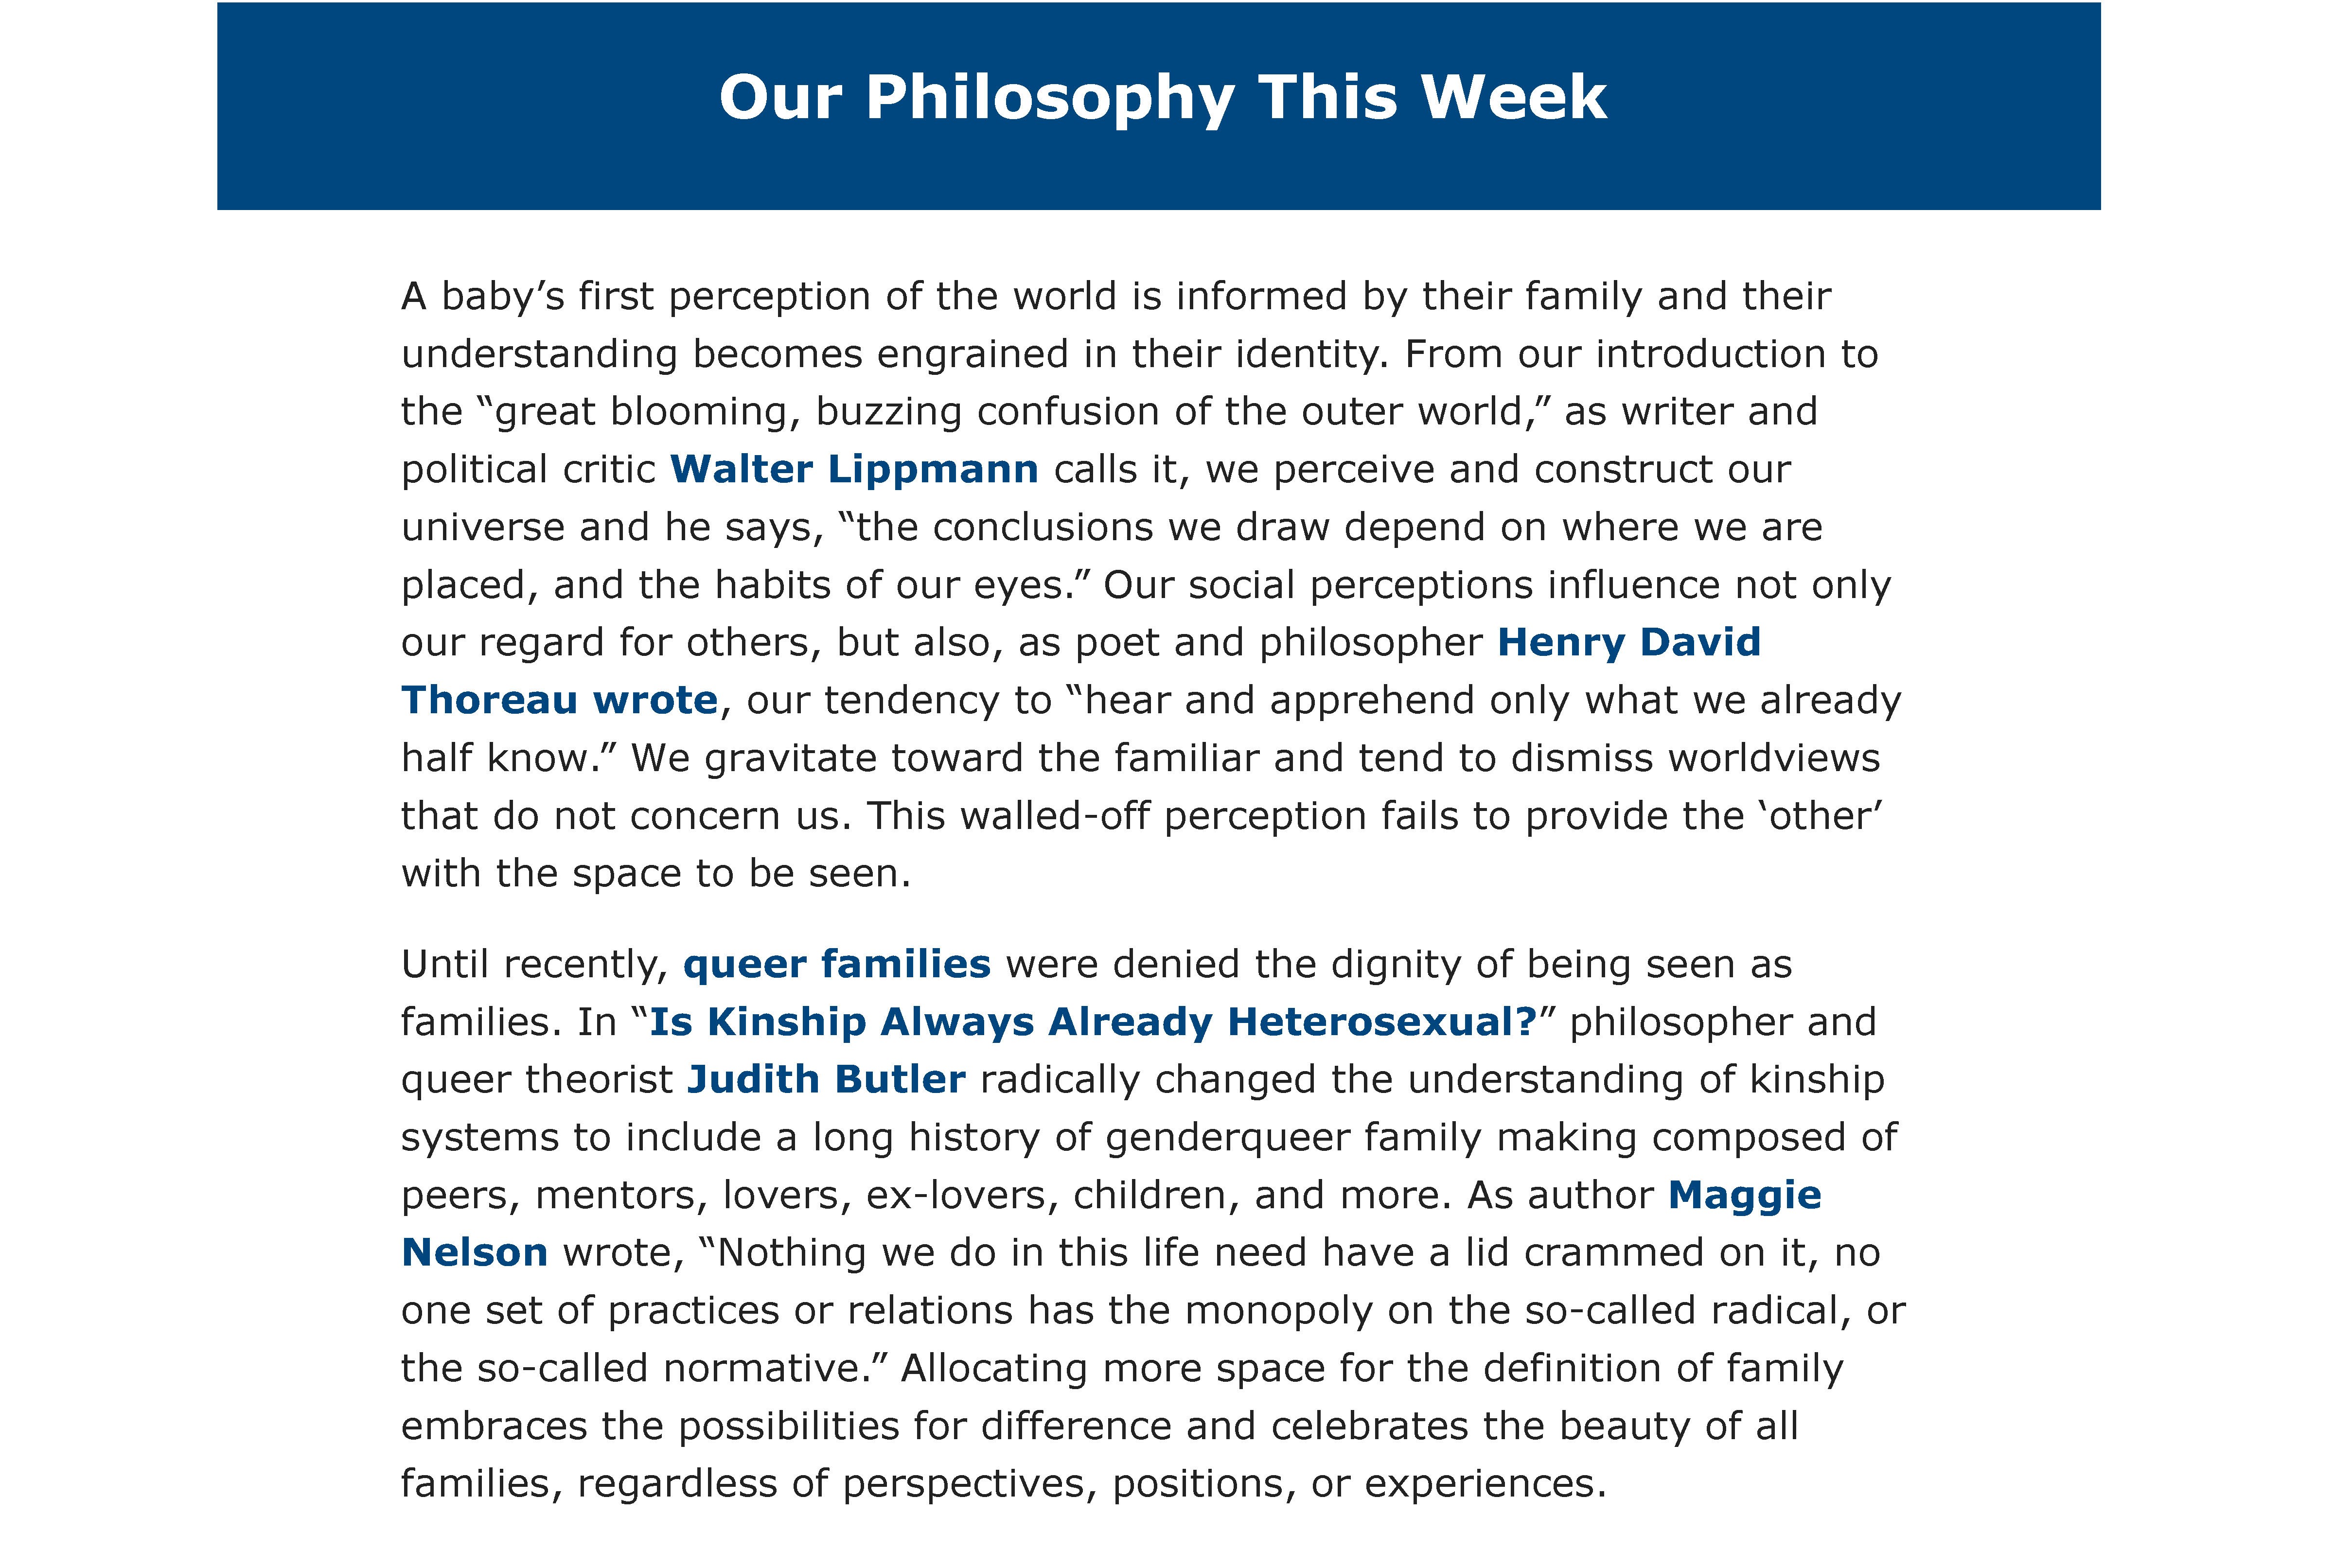 Our Philosophy This Week
A baby’s first perception of the world is informed by their family and their
understanding becomes engrained in their identity. From our introduction to
the “great blooming, buzzing confusion of the outer world,” as writer and
political critic Walter Lippmann calls it, we perceive and construct our
universe and he says, “the conclusions we draw depend on where we are
placed, and the habits of our eyes.” Our social perceptions influence not only
our regard for others, but also, as poet and philosopher Henry David
Thoreau wrote, our tendency to “hear and apprehend only what we already
half know.” We gravitate toward the familiar and tend to dismiss worldviews
that do not concern us. This walled-off perception fails to provide the ‘other’
with the space to be seen.
Until recently, queer families were denied the dignity of being seen as
families. In “Is Kinship Always Already Heterosexual?” philosopher and
queer theorist Judith Butler radically changed the understanding of kinship
systems to include a long history of genderqueer family making composed of
peers, mentors, lovers, ex-lovers, children, and more. As author Maggie
Nelson wrote, “Nothing we do in this life need have a lid crammed on it, no
one set of practices or relations has the monopoly on the so-called radical, or
the so-called normative.” Allocating more space for the definition of family
embraces the possibilities for difference and celebrates the beauty of all
families, regardless of perspectives, positions, or experiences.